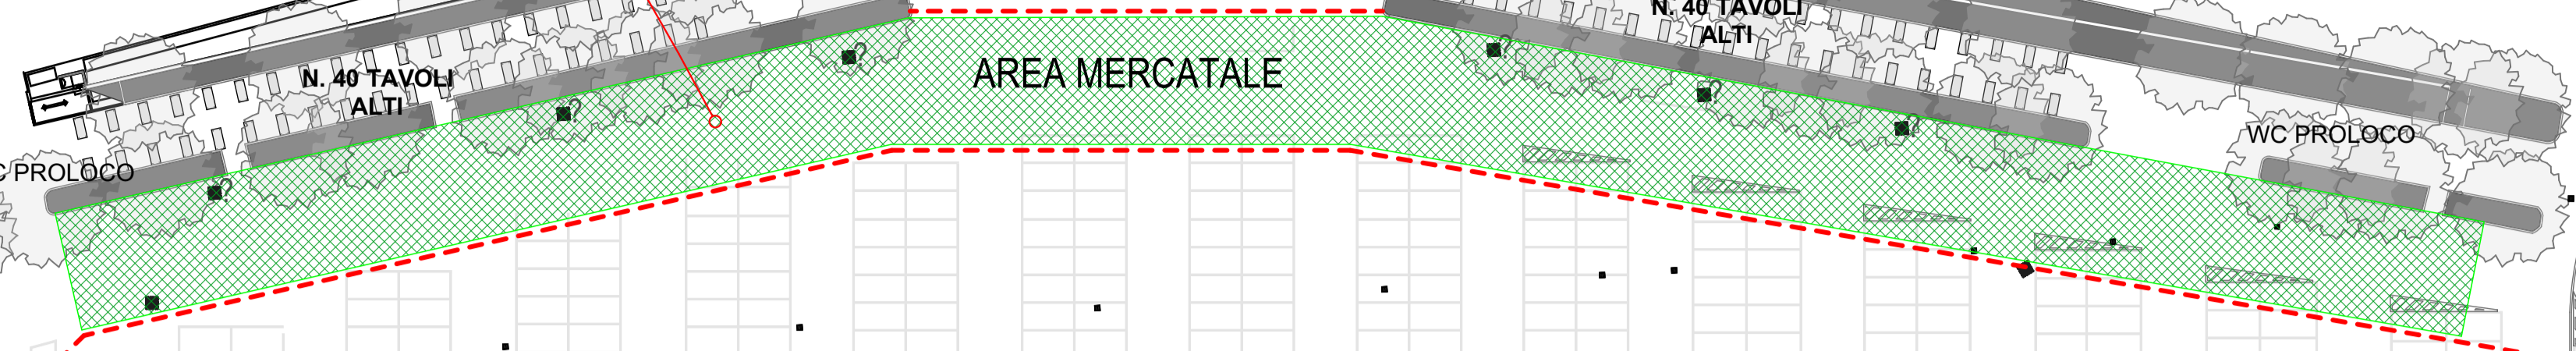 N. 40 TAVOLI
ALTI
AREA MERCATALE
N. 40 TAVOLI
ALTI
WC PROLOCO
C PROLOCO
?
?
?
?
?
?